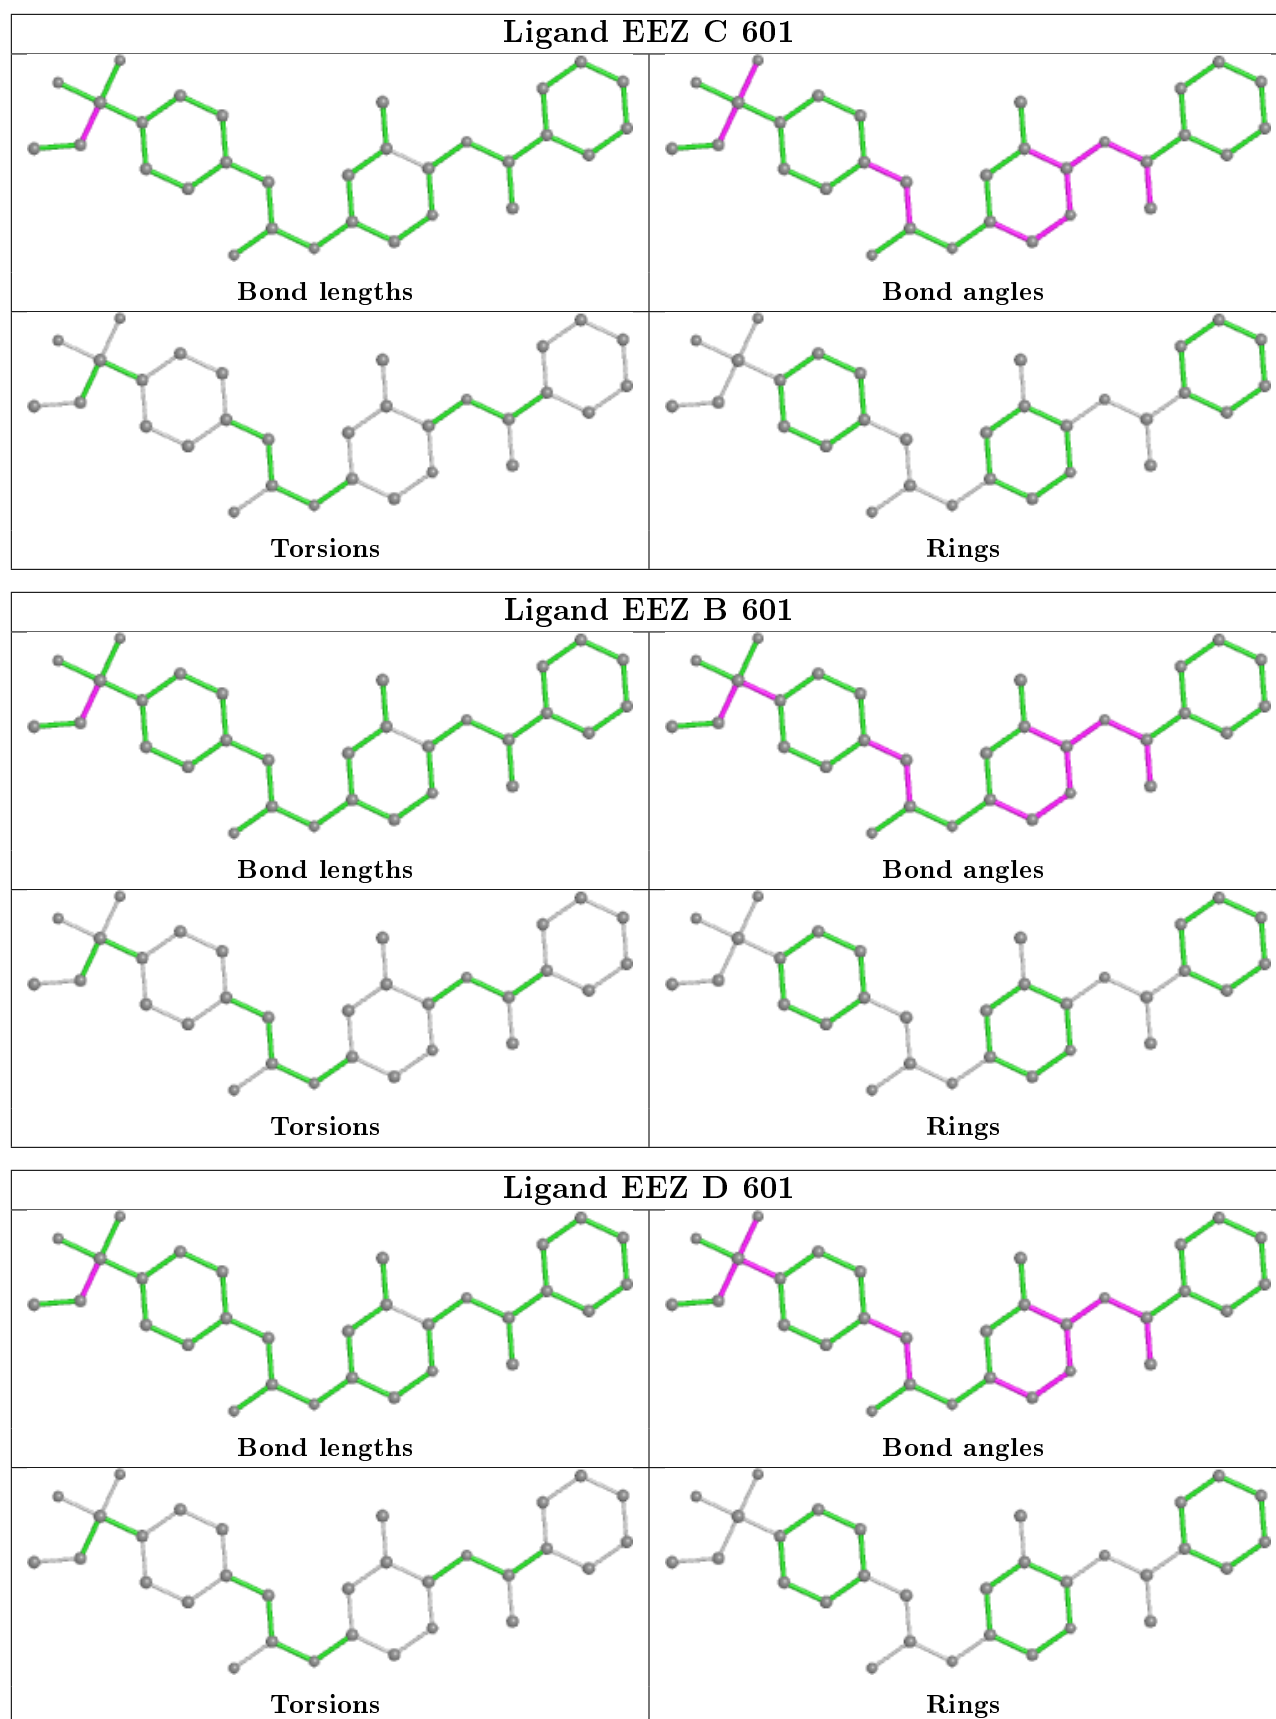 Ligand EEZ C 601
Bond lengths
Bond angles
Torsions
Rings
Ligand EEZ B 601
Bond lengths
Bond angles
Torsions
Rings
Ligand EEZ D 601
Bond lengths
Bond angles
Torsions
Rings